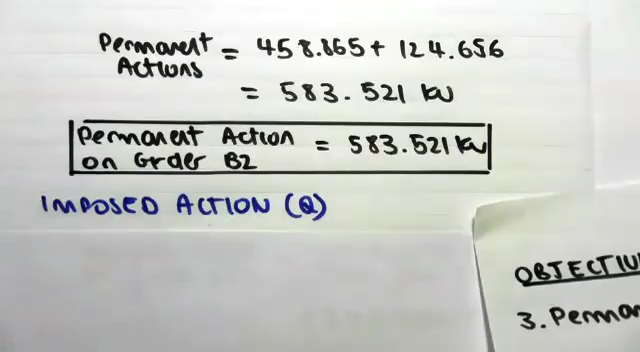 Permanent Actions = 458.865 + 124.656
= 583.521 kN
Permanent Action
on Girder B2 = 583.521 kN
IMPOSED ACTION (Q)
OBJECTIV
3. Perman